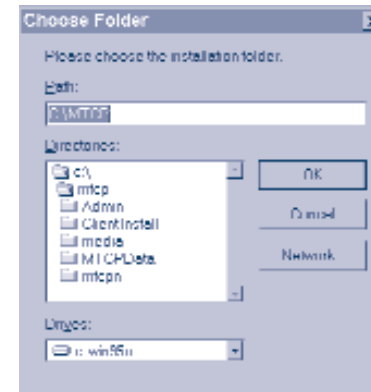 Choose Folder
Please choose the installation folder.
Path:
C:\MTCP
Directories:
c:\
mtcp
Admin
ClientInstall
media
MTCPData
mtcpn
OK
Cancel
Network...
Drives:
c: win95o